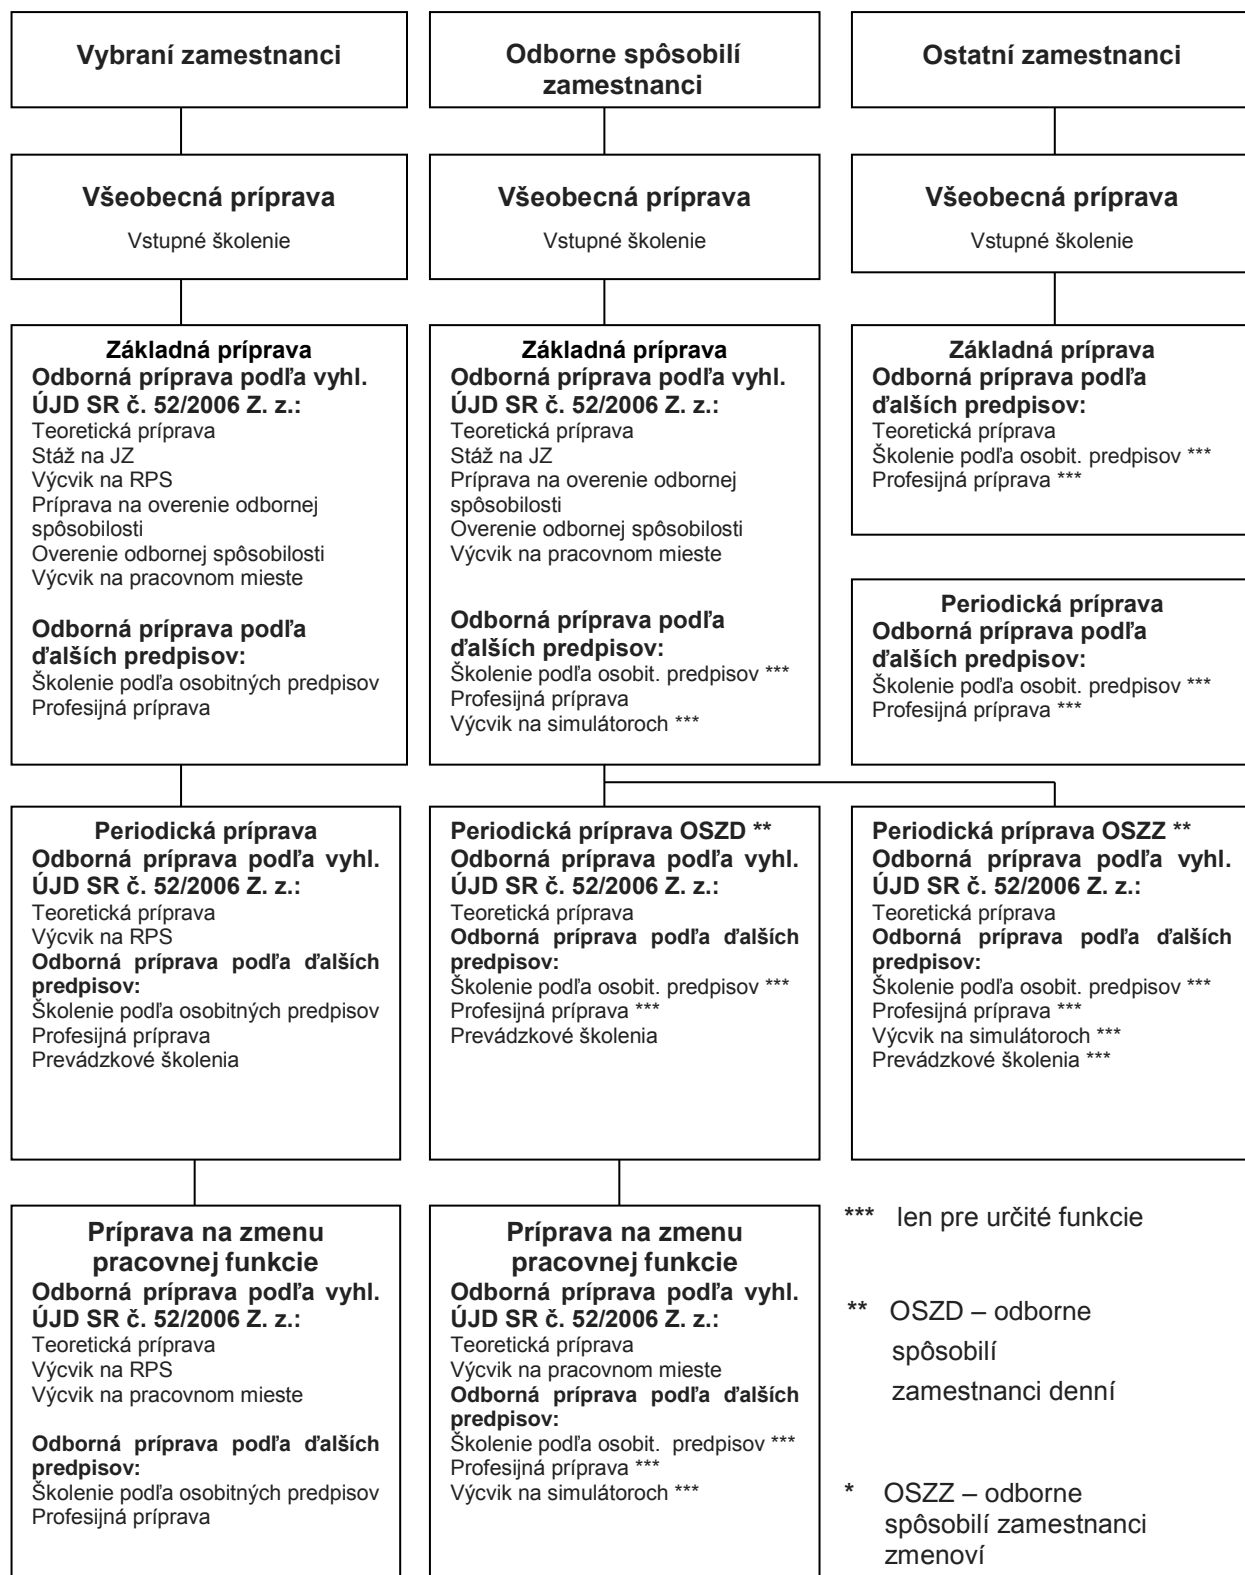 Vybraní zamestnanci
Odborne spôsobilí
zamestnanci
Ostatní zamestnanci
Všeobecná príprava
Vstupné školenie
Všeobecná príprava
Vstupné školenie
Všeobecná príprava
Vstupné školenie
Základná príprava
Odborná príprava podľa vyhl.
ÚJD SR č. 52/2006 Z. z.:
Teoretická príprava
Stáž na JZ
Výcvik na RPS
Príprava na overenie odbornej
spôsobilosti
Overenie odbornej spôsobilosti
Výcvik na pracovnom mieste
Odborná príprava podľa
ďalších predpisov:
Školenie podľa osobitných predpisov
Profesijná príprava
Základná príprava
Odborná príprava podľa vyhl.
ÚJD SR č. 52/2006 Z. z.:
Teoretická príprava
Stáž na JZ
Príprava na overenie odbornej
spôsobilosti
Overenie odbornej spôsobilosti
Výcvik na pracovnom mieste
Odborná príprava podľa
ďalších predpisov:
Školenie podľa osobit. predpisov ***
Profesijná príprava
Výcvik na simulátoroch ***
Základná príprava
Odborná príprava podľa
ďalších predpisov:
Teoretická príprava
Školenie podľa osobit. predpisov ***
Profesijná príprava ***
Periodická príprava
Odborná príprava podľa
ďalších predpisov:
Školenie podľa osobit. predpisov ***
Profesijná príprava ***
Periodická príprava
Odborná príprava podľa vyhl.
ÚJD SR č. 52/2006 Z. z.:
Teoretická príprava
Výcvik na RPS
Odborná príprava podľa ďalších
predpisov:
Školenie podľa osobitných predpisov
Profesijná príprava
Prevádzkové školenia
Periodická príprava OSZD **
Odborná príprava podľa vyhl.
ÚJD SR č. 52/2006 Z. z.:
Teoretická príprava
Odborná príprava podľa ďalších
predpisov:
Školenie podľa osobit. predpisov ***
Profesijná príprava ***
Prevádzkové školenia
Periodická príprava OSZZ **
Odborná príprava podľa vyhl.
ÚJD SR č. 52/2006 Z. z.:
Teoretická príprava
Odborná príprava podľa ďalších
predpisov:
Školenie podľa osobit. predpisov ***
Profesijná príprava ***
Výcvik na simulátoroch ***
Prevádzkové školenia ***
Príprava na zmenu
pracovnej funkcie
Odborná príprava podľa vyhl.
ÚJD SR č. 52/2006 Z. z.:
Teoretická príprava
Výcvik na RPS
Výcvik na pracovnom mieste
Odborná príprava podľa ďalších
predpisov:
Školenie podľa osobitných predpisov
Profesijná príprava
Príprava na zmenu
pracovnej funkcie
Odborná príprava podľa vyhl.
ÚJD SR č. 52/2006 Z. z.:
Teoretická príprava
Výcvik na pracovnom mieste
Odborná príprava podľa ďalších
predpisov:
Školenie podľa osobit. predpisov ***
Profesijná príprava ***
Výcvik na simulátoroch ***
*** len pre určité funkcie
** OSZD – odborne
spôsobilí
zamestnanci denní
* OSZZ – odborne
spôsobilí zamestnanci
zmenoví